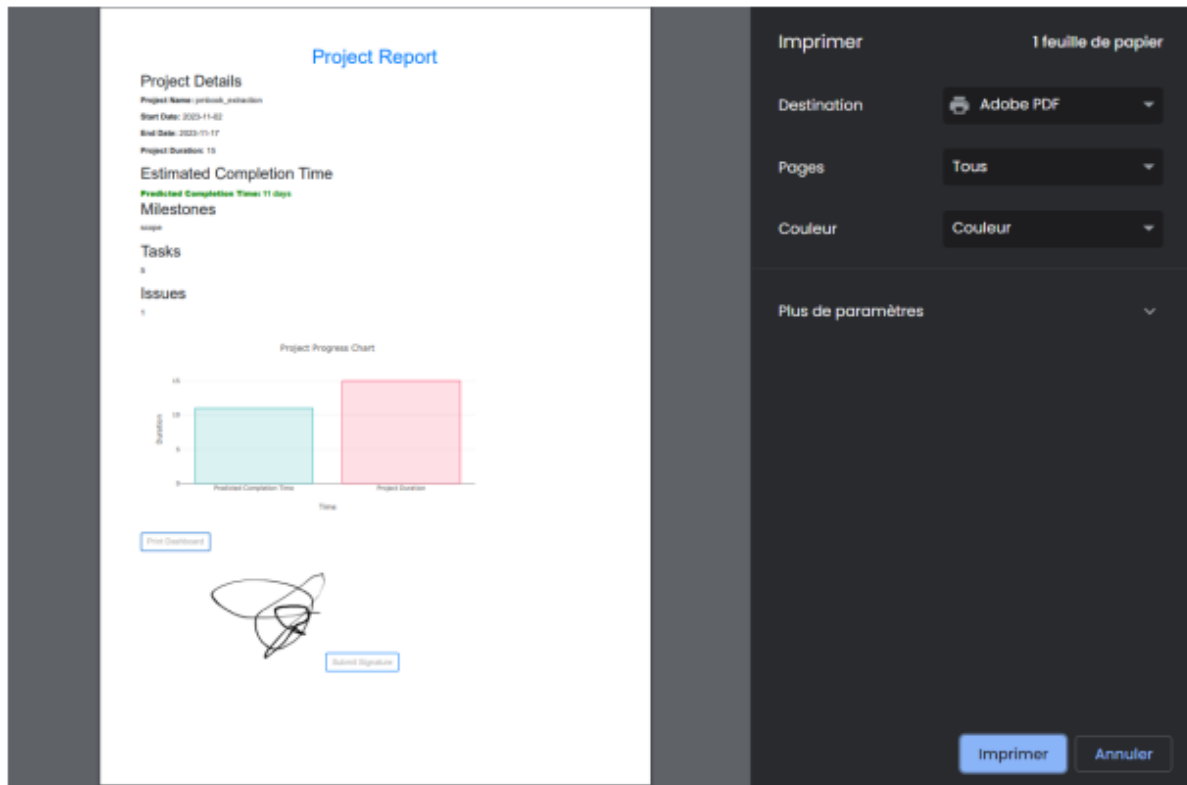 Project Report
Project Details
Project Name: pmbook_extraction
Start Date: 2023-11-02
End Date: 2023-11-17
Project Duration: 15
Estimated Completion Time
Predicted Completion Time: 11 days
Milestones
scope
Tasks
5
Issues
1
Project Progress Chart
15
10
5
0
Duration
Predicted Completion Time
Project Duration
Time
Print Dashboard
Submit Signature
Imprimer
1 feuille de papier
Destination
Adobe PDF
Pages
Tous
Couleur
Couleur
Plus de paramètres
Imprimer
Annuler